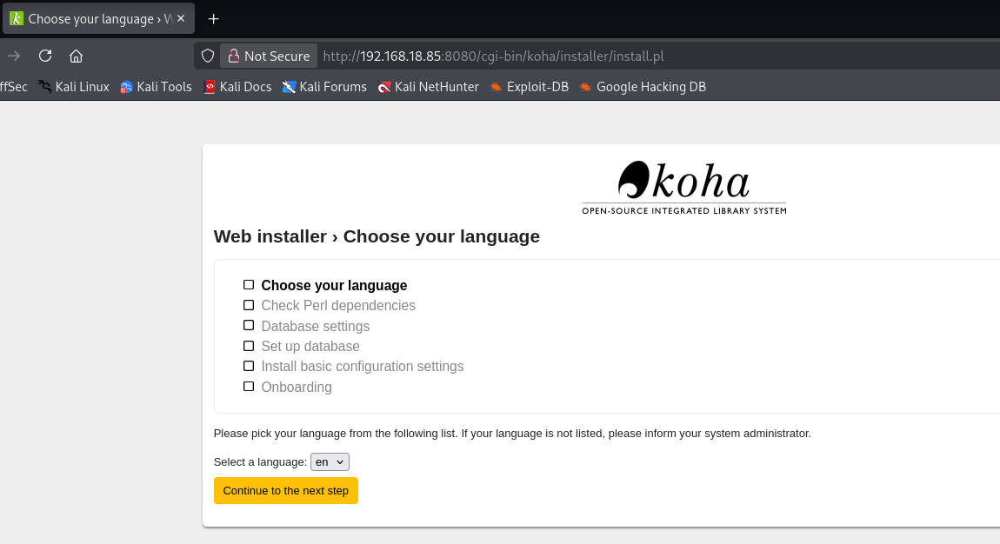 Choose your language › W
Not Secure http://192.168.18.85:8080/cgi-bin/koha/installer/install.pl
ffSec Kali Linux Kali Tools Kali Docs Kali Forums Kali NetHunter Exploit-DB Google Hacking DB
koha
OPEN-SOURCE INTEGRATED LIBRARY SYSTEM
Web installer › Choose your language
Choose your language
Check Perl dependencies
Database settings
Set up database
Install basic configuration settings
Onboarding
Please pick your language from the following list. If your language is not listed, please inform your system administrator.
Select a language: en
Continue to the next step